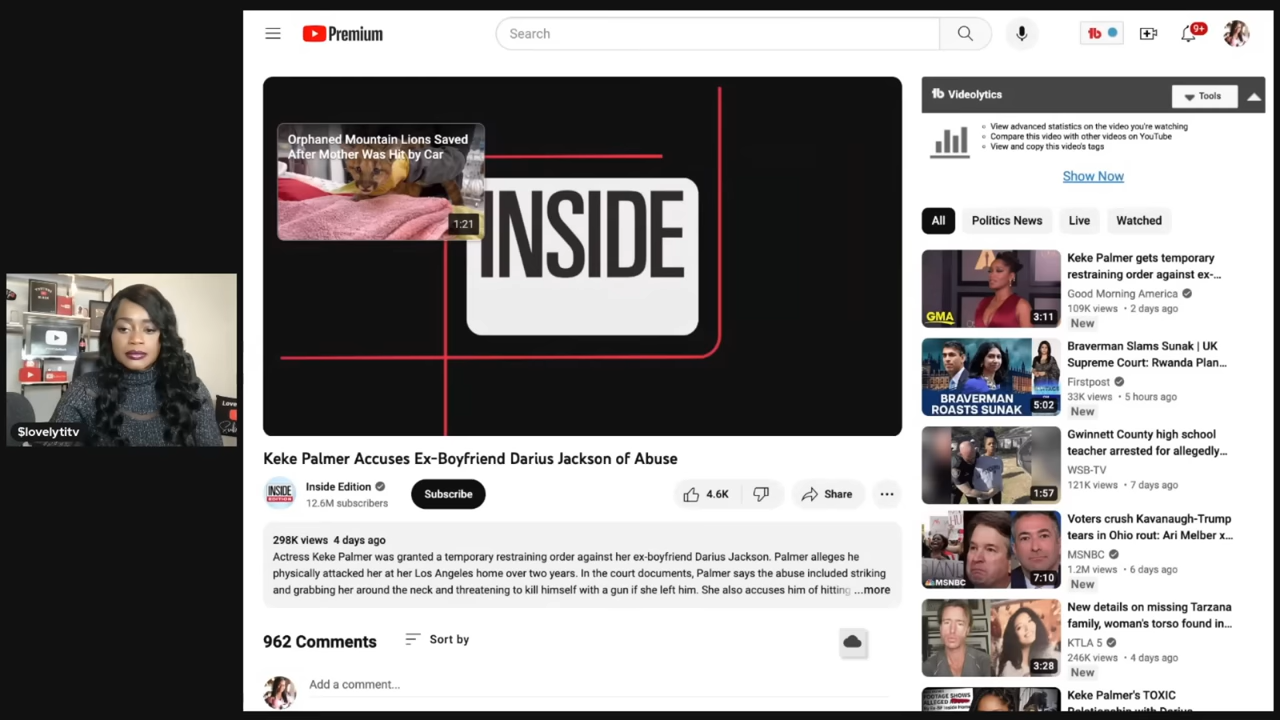 Premium
Search
9+
Orphaned Mountain Lions Saved
After Mother Was Hit by Car
1:21
INSIDE
$lovelytitv
Keke Palmer Accuses Ex-Boyfriend Darius Jackson of Abuse
INSIDE
EDITION
Inside Edition
12.6M subscribers
Subscribe
4.6K
Share
298K views 4 days ago
Actress Keke Palmer was granted a temporary restraining order against her ex-boyfriend Darius Jackson. Palmer alleges he
physically attacked her at her Los Angeles home over two years. In the court documents, Palmer says the abuse included striking
and grabbing her around the neck and threatening to kill himself with a gun if she left him. She also accuses him of hitting ...more
962 Comments
Sort by
Add a comment...
tb Videolytics
Tools
View advanced statistics on the video you're watching
Compare this video with other videos on YouTube
View and copy this video's tags
Show Now
All
Politics News
Live
Watched
GMA
3:11
Keke Palmer gets temporary
restraining order against ex-...
Good Morning America
109K views • 2 days ago
New
BRAVERMAN
ROASTS SUNAK
5:02
Braverman Slams Sunak | UK
Supreme Court: Rwanda Plan...
Firstpost
33K views • 5 hours ago
New
1:57
Gwinnett County high school
teacher arrested for allegedly...
WSB-TV
121K views • 7 days ago
MSNBC
7:10
Voters crush Kavanaugh-Trump
tears in Ohio rout: Ari Melber x...
MSNBC
1.2M views • 6 days ago
New
3:28
New details on missing Tarzana
family, woman's torso found in...
KTLA 5
246K views • 4 days ago
New
Keke Palmer's TOXIC